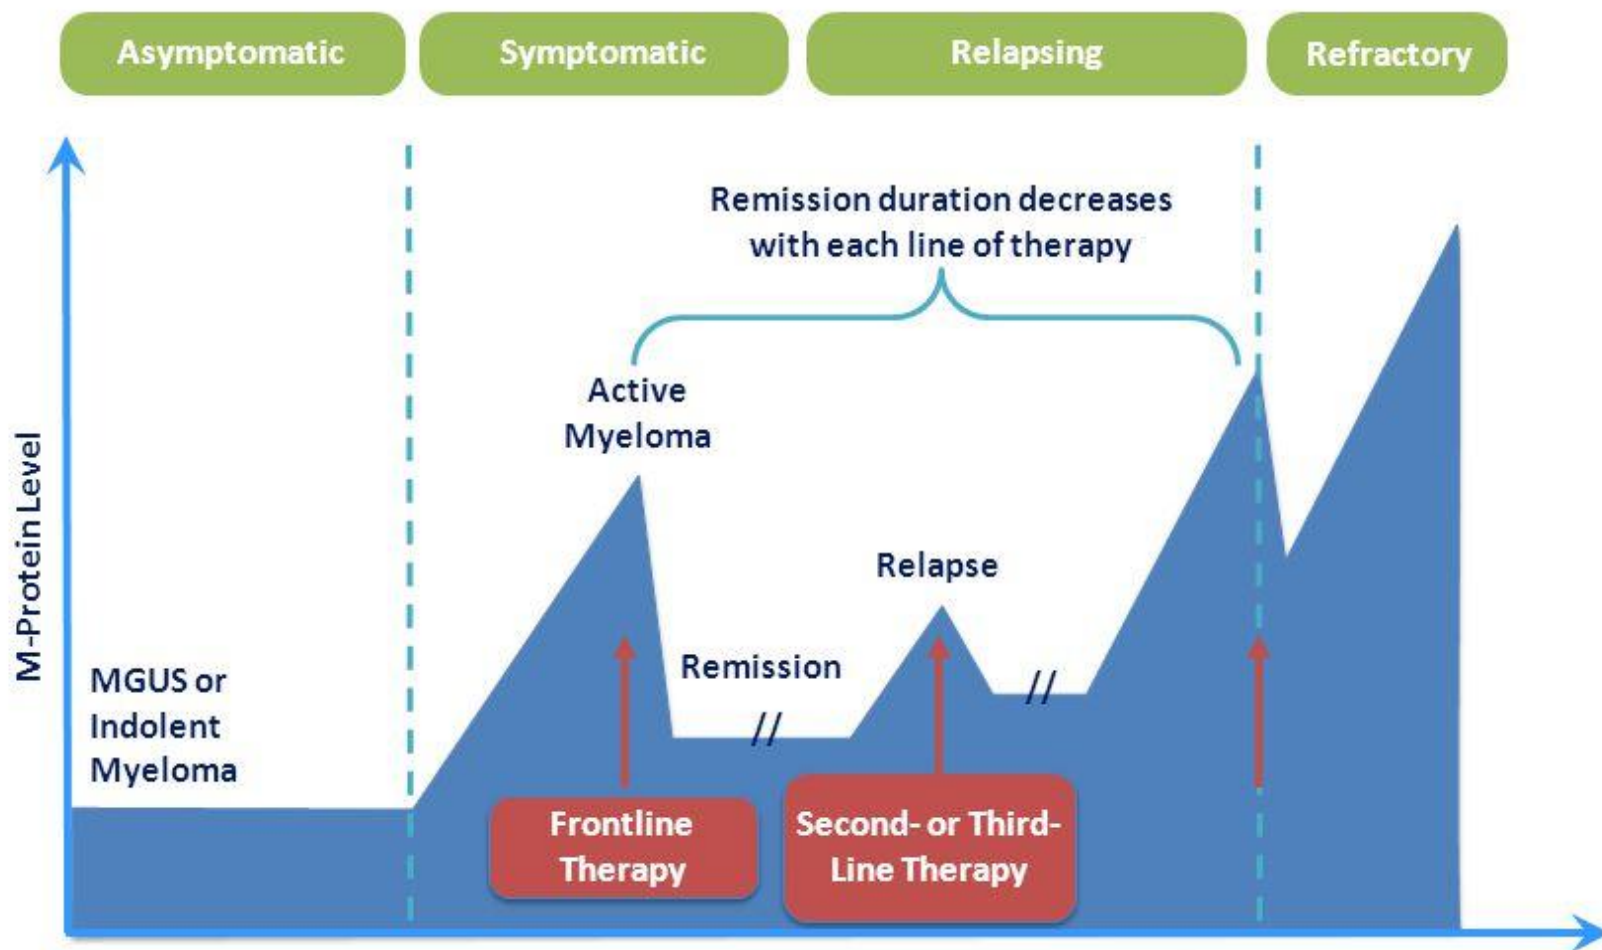 Asymptomatic
Symptomatic
Relapsing
Refractory
Remission duration decreases
with each line of therapy
Active
Myeloma
M-Protein Level
Relapse
Remission
MGUS or
Indolent
Myeloma
//
//
Frontline
Therapy
Second- or Third-
Line Therapy